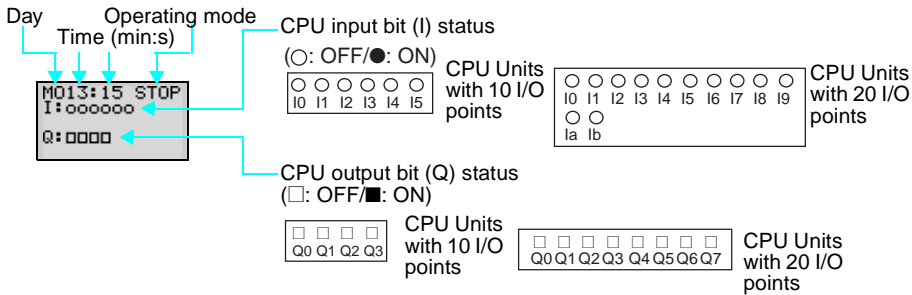 Day
Operating mode
Time (min:s)
CPU input bit (I) status
(○: OFF/●: ON)
MO13:15 STOP
I:oooooo
Q:□□□□
I0 I1 I2 I3 I4 I5
CPU Units
with 10 I/O
points
I0 I1 I2 I3 I4 I5 I6 I7 I8 I9
Ia Ib
CPU Units
with 20 I/O
points
CPU output bit (Q) status
(□: OFF/■: ON)
Q0 Q1 Q2 Q3
CPU Units
with 10 I/O
points
Q0 Q1 Q2 Q3 Q4 Q5 Q6 Q7
CPU Units
with 20 I/O
points